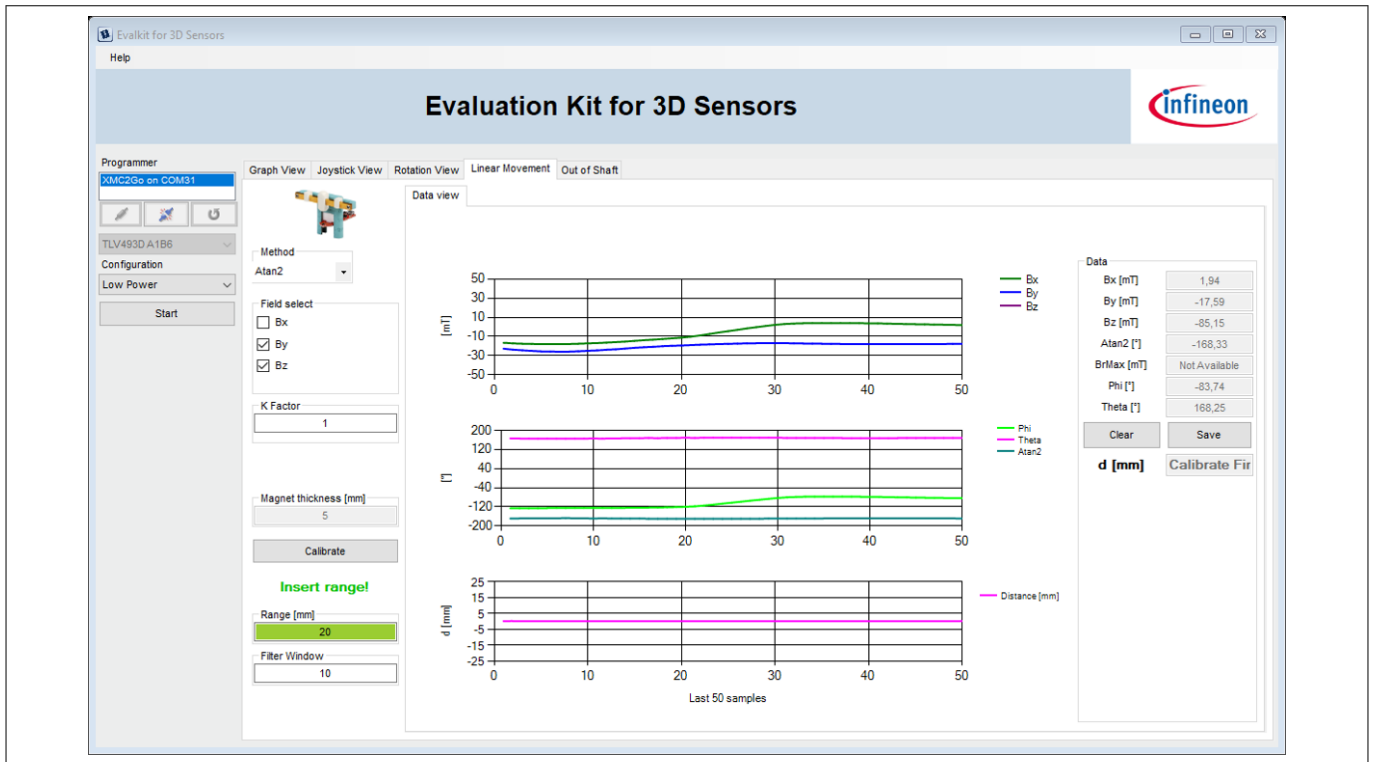 Evalkit for 3D Sensors
Help
Evaluation Kit for 3D Sensors
infineon
Programmer
XMC2Go on COM31
TLV493D A1B6
Configuration
Low Power
Start
Graph View Joystick View Rotation View Linear Movement Out of Shaft
Data view
Method
Atan2
Field select
Bx
By
Bz
K Factor
1
Magnet thickness [mm]
5
Calibrate
Insert range!
Range [mm]
20
Filter Window
10
[mT]
50
30
10
-10
-30
-50
0 10 20 30 40 50
Bx
By
Bz
[°]
200
120
40
-40
-120
-200
0 10 20 30 40 50
Phi
Theta
Atan2
d [mm]
25
15
5
-5
-15
-25
0 10 20 30 40 50
Distance [mm]
Last 50 samples
Data
Bx [mT] 1,94
By [mT] -17,59
Bz [mT] -85,15
Atan2 [°] -168,33
BrMax [mT] Not Available
Phi [°] -83,74
Theta [°] 168,25
Clear Save
d [mm] Calibrate Fir